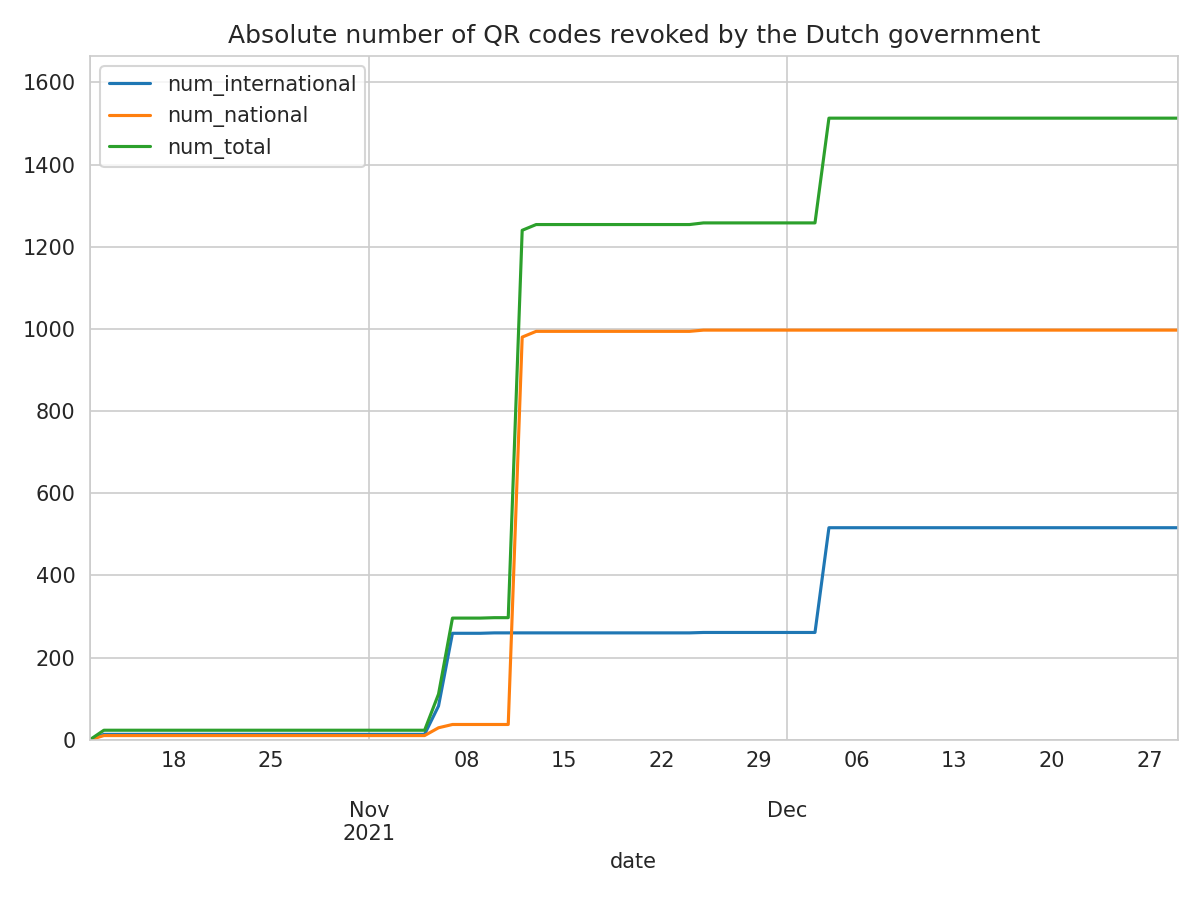 Absolute number of QR codes revoked by the Dutch government
num_international
num_national
num_total
1600
1400
1200
1000
800
600
400
200
0
18 25 08 15 22 29 06 13 20 27
Nov Dec
2021
date